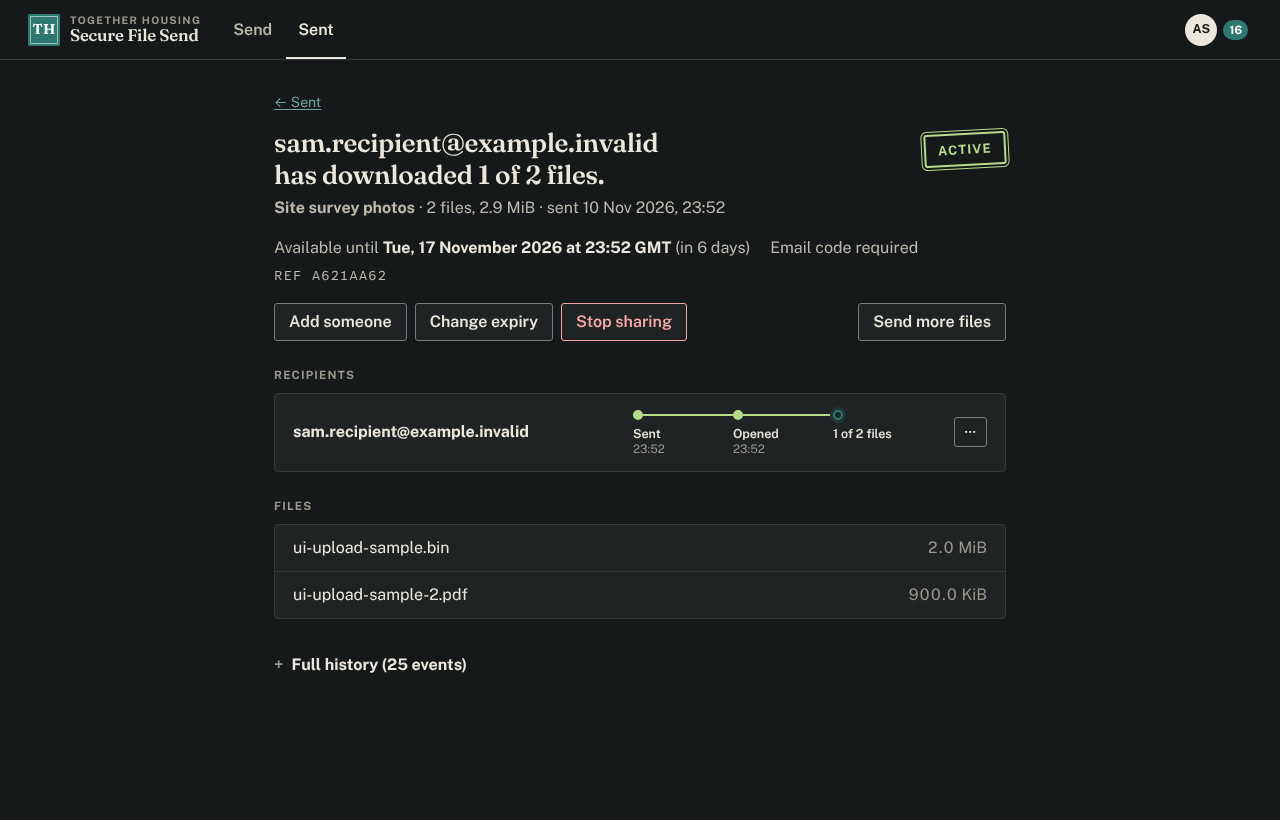 TH
TOGETHER HOUSING
Secure File Send
Send
Sent
AS
16
← Sent
sam.recipient@example.invalid
has downloaded 1 of 2 files.
ACTIVE
Site survey photos · 2 files, 2.9 MiB · sent 10 Nov 2026, 23:52
Available until Tue, 17 November 2026 at 23:52 GMT (in 6 days) Email code required
REF A621AA62
Add someone
Change expiry
Stop sharing
Send more files
RECIPIENTS
sam.recipient@example.invalid
Sent
23:52
Opened
23:52
1 of 2 files
···
FILES
ui-upload-sample.bin
2.0 MiB
ui-upload-sample-2.pdf
900.0 KiB
+ Full history (25 events)